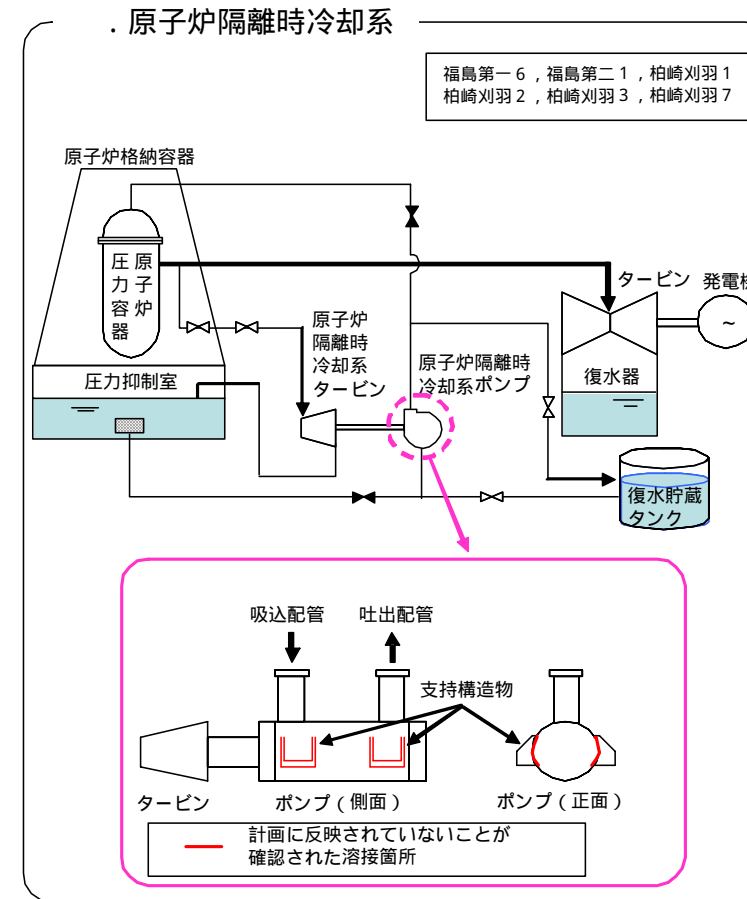 ．原子炉隔離時冷却系
福島第一６，福島第二１，柏崎刈羽１
柏崎刈羽２，柏崎刈羽３，柏崎刈羽７
原子炉格納容器
原子炉
圧力容器
圧力抑制室
原子炉
隔離時
冷却系
タービン
原子炉隔離時
冷却系ポンプ
タービン
発電機
~
復水器
復水貯蔵
タンク
吸込配管
吐出配管
支持構造物
タービン
ポンプ（側面）
ポンプ（正面）
計画に反映されていないことが
確認された溶接箇所